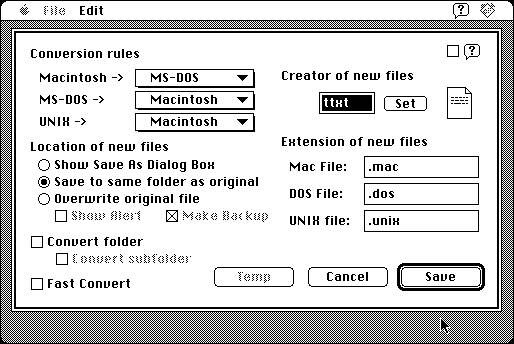 File Edit
Conversion rules
Macintosh -> MS-DOS
MS-DOS -> Macintosh
UNIX -> Macintosh
Creator of new files
ttxt Set
Location of new files
Show Save As Dialog Box
Save to same folder as original
Overwrite original file
Show Alert Make Backup
Extension of new files
Mac File: .mac
DOS File: .dos
UNIX file: .unix
Convert folder
Convert subfolder
Fast Convert
Temp Cancel Save